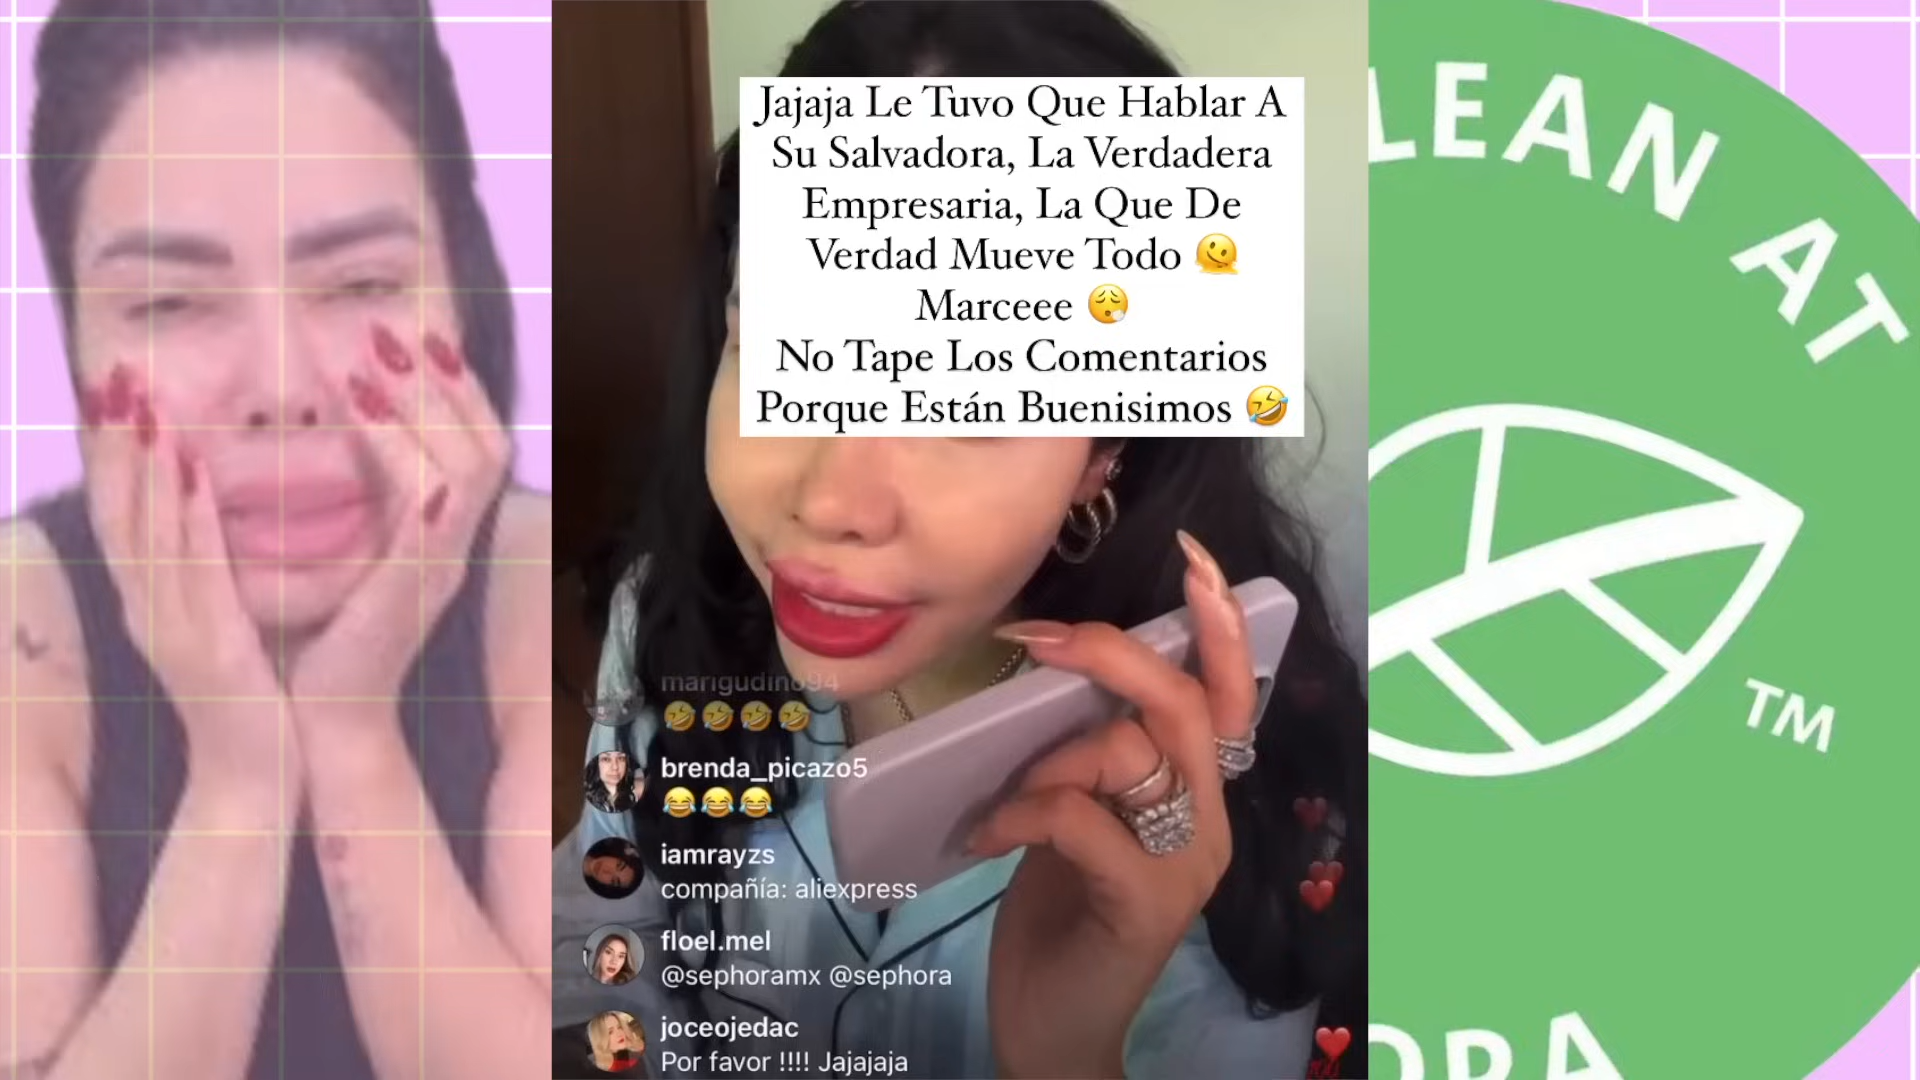 Jajaja Le Tuvo Que Hablar A
Su Salvadora, La Verdadera
Empresaria, La Que De
Verdad Mueve Todo 🫠
Marceee 😮‍💨
No Tape Los Comentarios
Porque Están Buenisimos 🤣
marigudino94
🤣🤣🤣🤣
brenda_picazo5
😂😂😂
iamrayzs
compañía: aliexpress
floel.mel
@sephoramx @sephora
joceojedac
Por favor !!!! Jajajaja
LEAN AT
TM
ORA